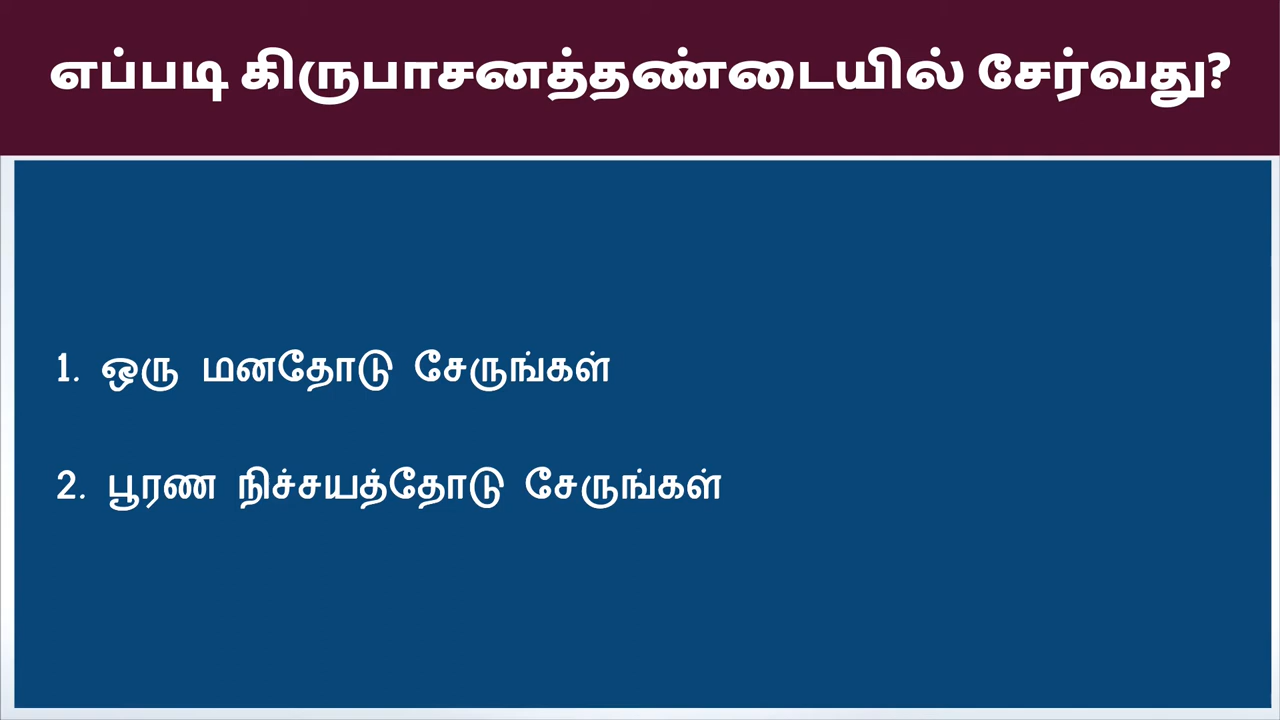 எப்படி கிருபாசனத்தண்டையில் சேர்வது?
1. ஒரு மனதோடு சேருங்கள்
2. பூரண நிச்சயத்தோடு சேருங்கள்